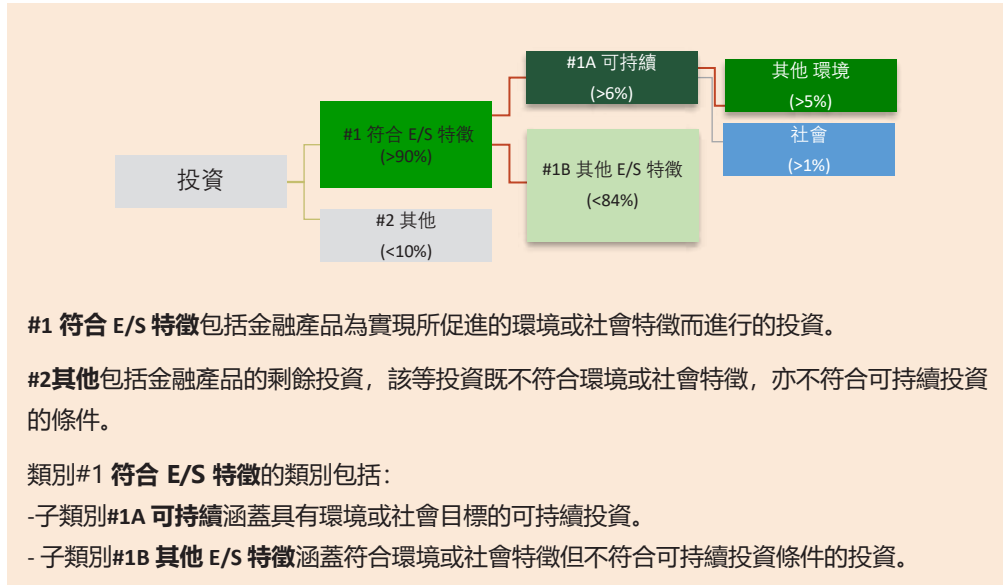 投資
#1 符合 E/S 特徵
(>90%)
#2 其他
(<10%)
#1A 可持續
(>6%)
#1B 其他 E/S 特徵
(<84%)
其他 環境
(>5%)
社會
(>1%)
#1 符合 E/S 特徵包括金融產品為實現所促進的環境或社會特徵而進行的投資。
#2其他包括金融產品的剩餘投資，該等投資既不符合環境或社會特徵，亦不符合可持續投資
的條件。
類別#1 符合 E/S 特徵的類別包括：
-子類別#1A 可持續涵蓋具有環境或社會目標的可持續投資。
- 子類別#1B 其他 E/S 特徵涵蓋符合環境或社會特徵但不符合可持續投資條件的投資。